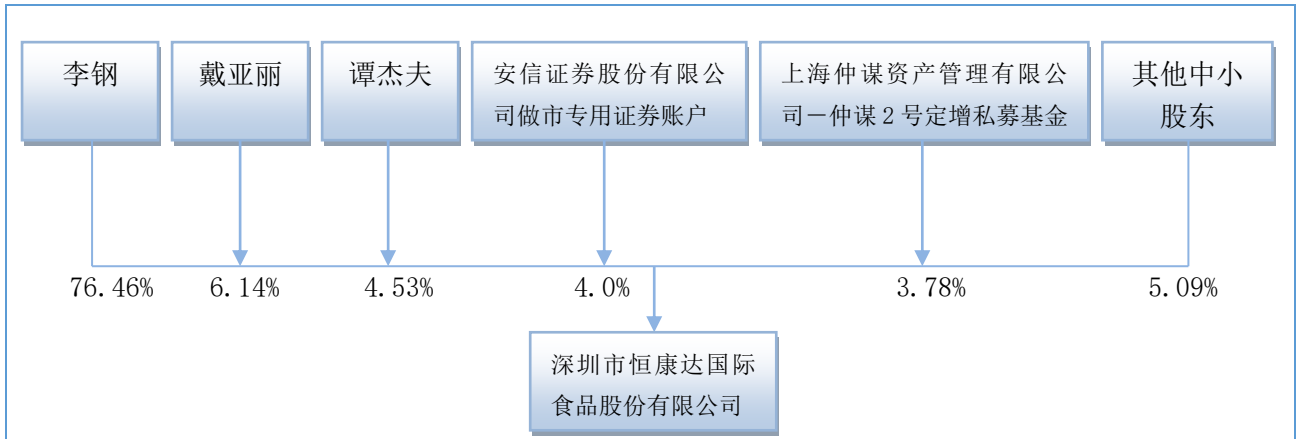 李钢
戴亚丽
谭杰夫
安信证券股份有限公
司做市专用证券账户
上海仲谋资产管理有限公
司－仲谋 2 号定增私募基金
其他中小
股东
76.46%
6.14%
4.53%
4.0%
3.78%
5.09%
深圳市恒康达国际
食品股份有限公司